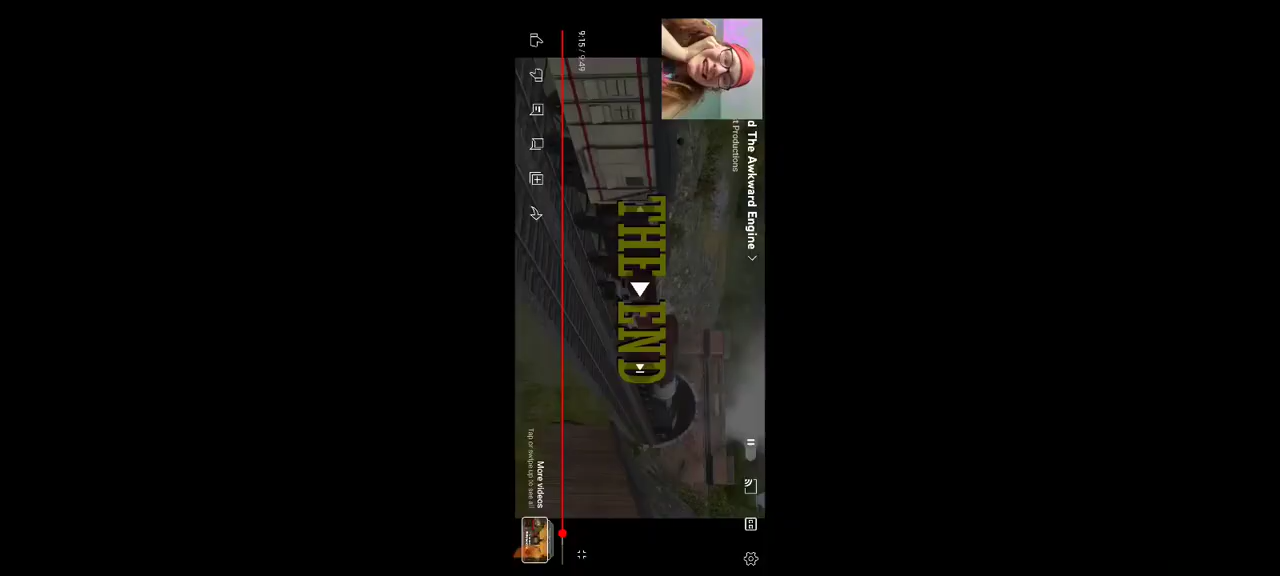 d The Awkward Engine
t Productions
THE END
9:15 / 9:49
More videos
Tap or swipe up to see all
CC